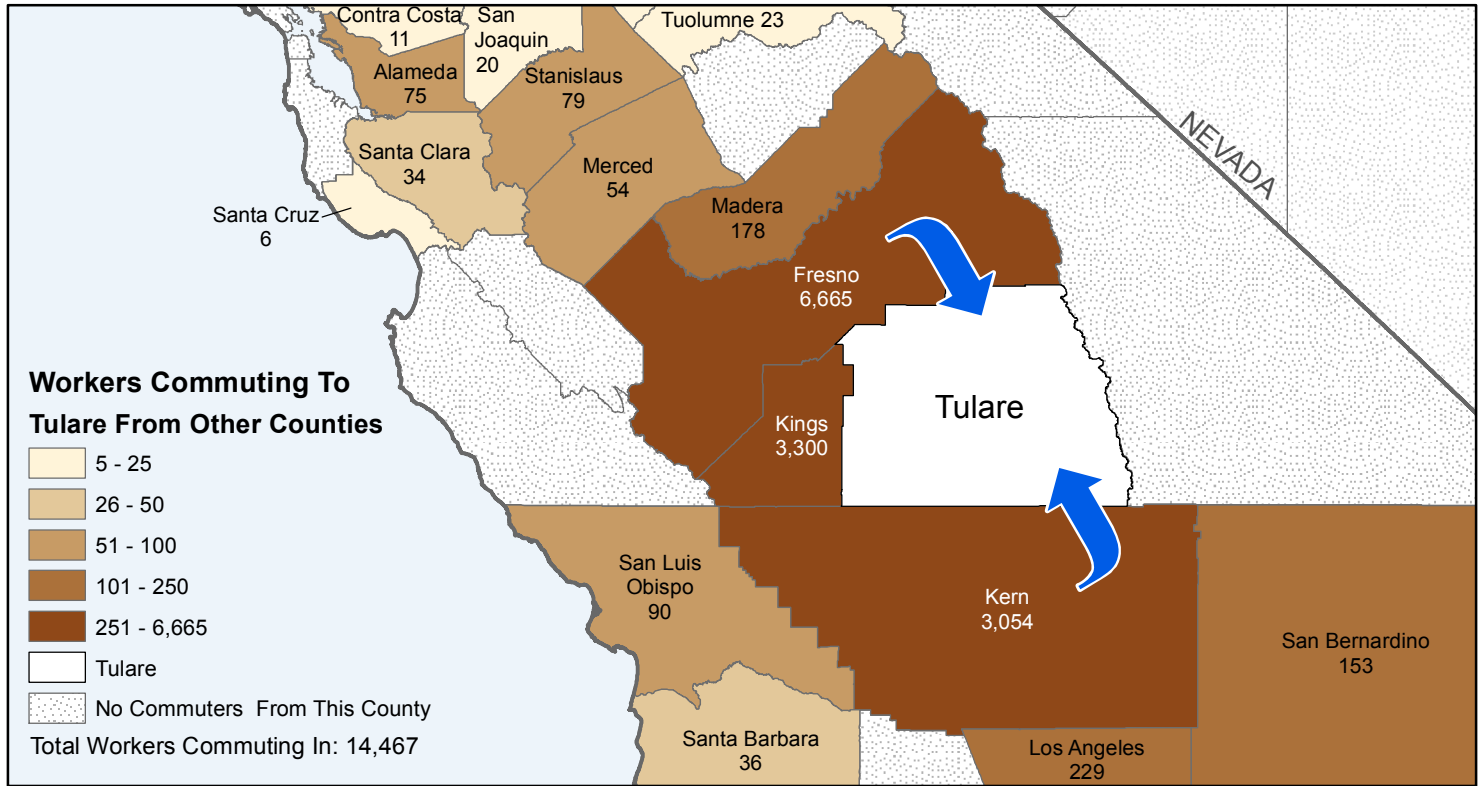 Contra Costa
11
San
Joaquin
20
Tuolumne 23
Alameda
75
Stanislaus
79
NEVADA
Santa Clara
34
Merced
54
Santa Cruz
6
Madera
178
Fresno
6,665
Tulare
Kings
3,300
San Luis
Obispo
90
Kern
3,054
San Bernardino
153
Santa Barbara
36
Los Angeles
229
Workers Commuting To
Tulare From Other Counties
5 - 25
26 - 50
51 - 100
101 - 250
251 - 6,665
Tulare
No Commuters From This County
Total Workers Commuting In: 14,467